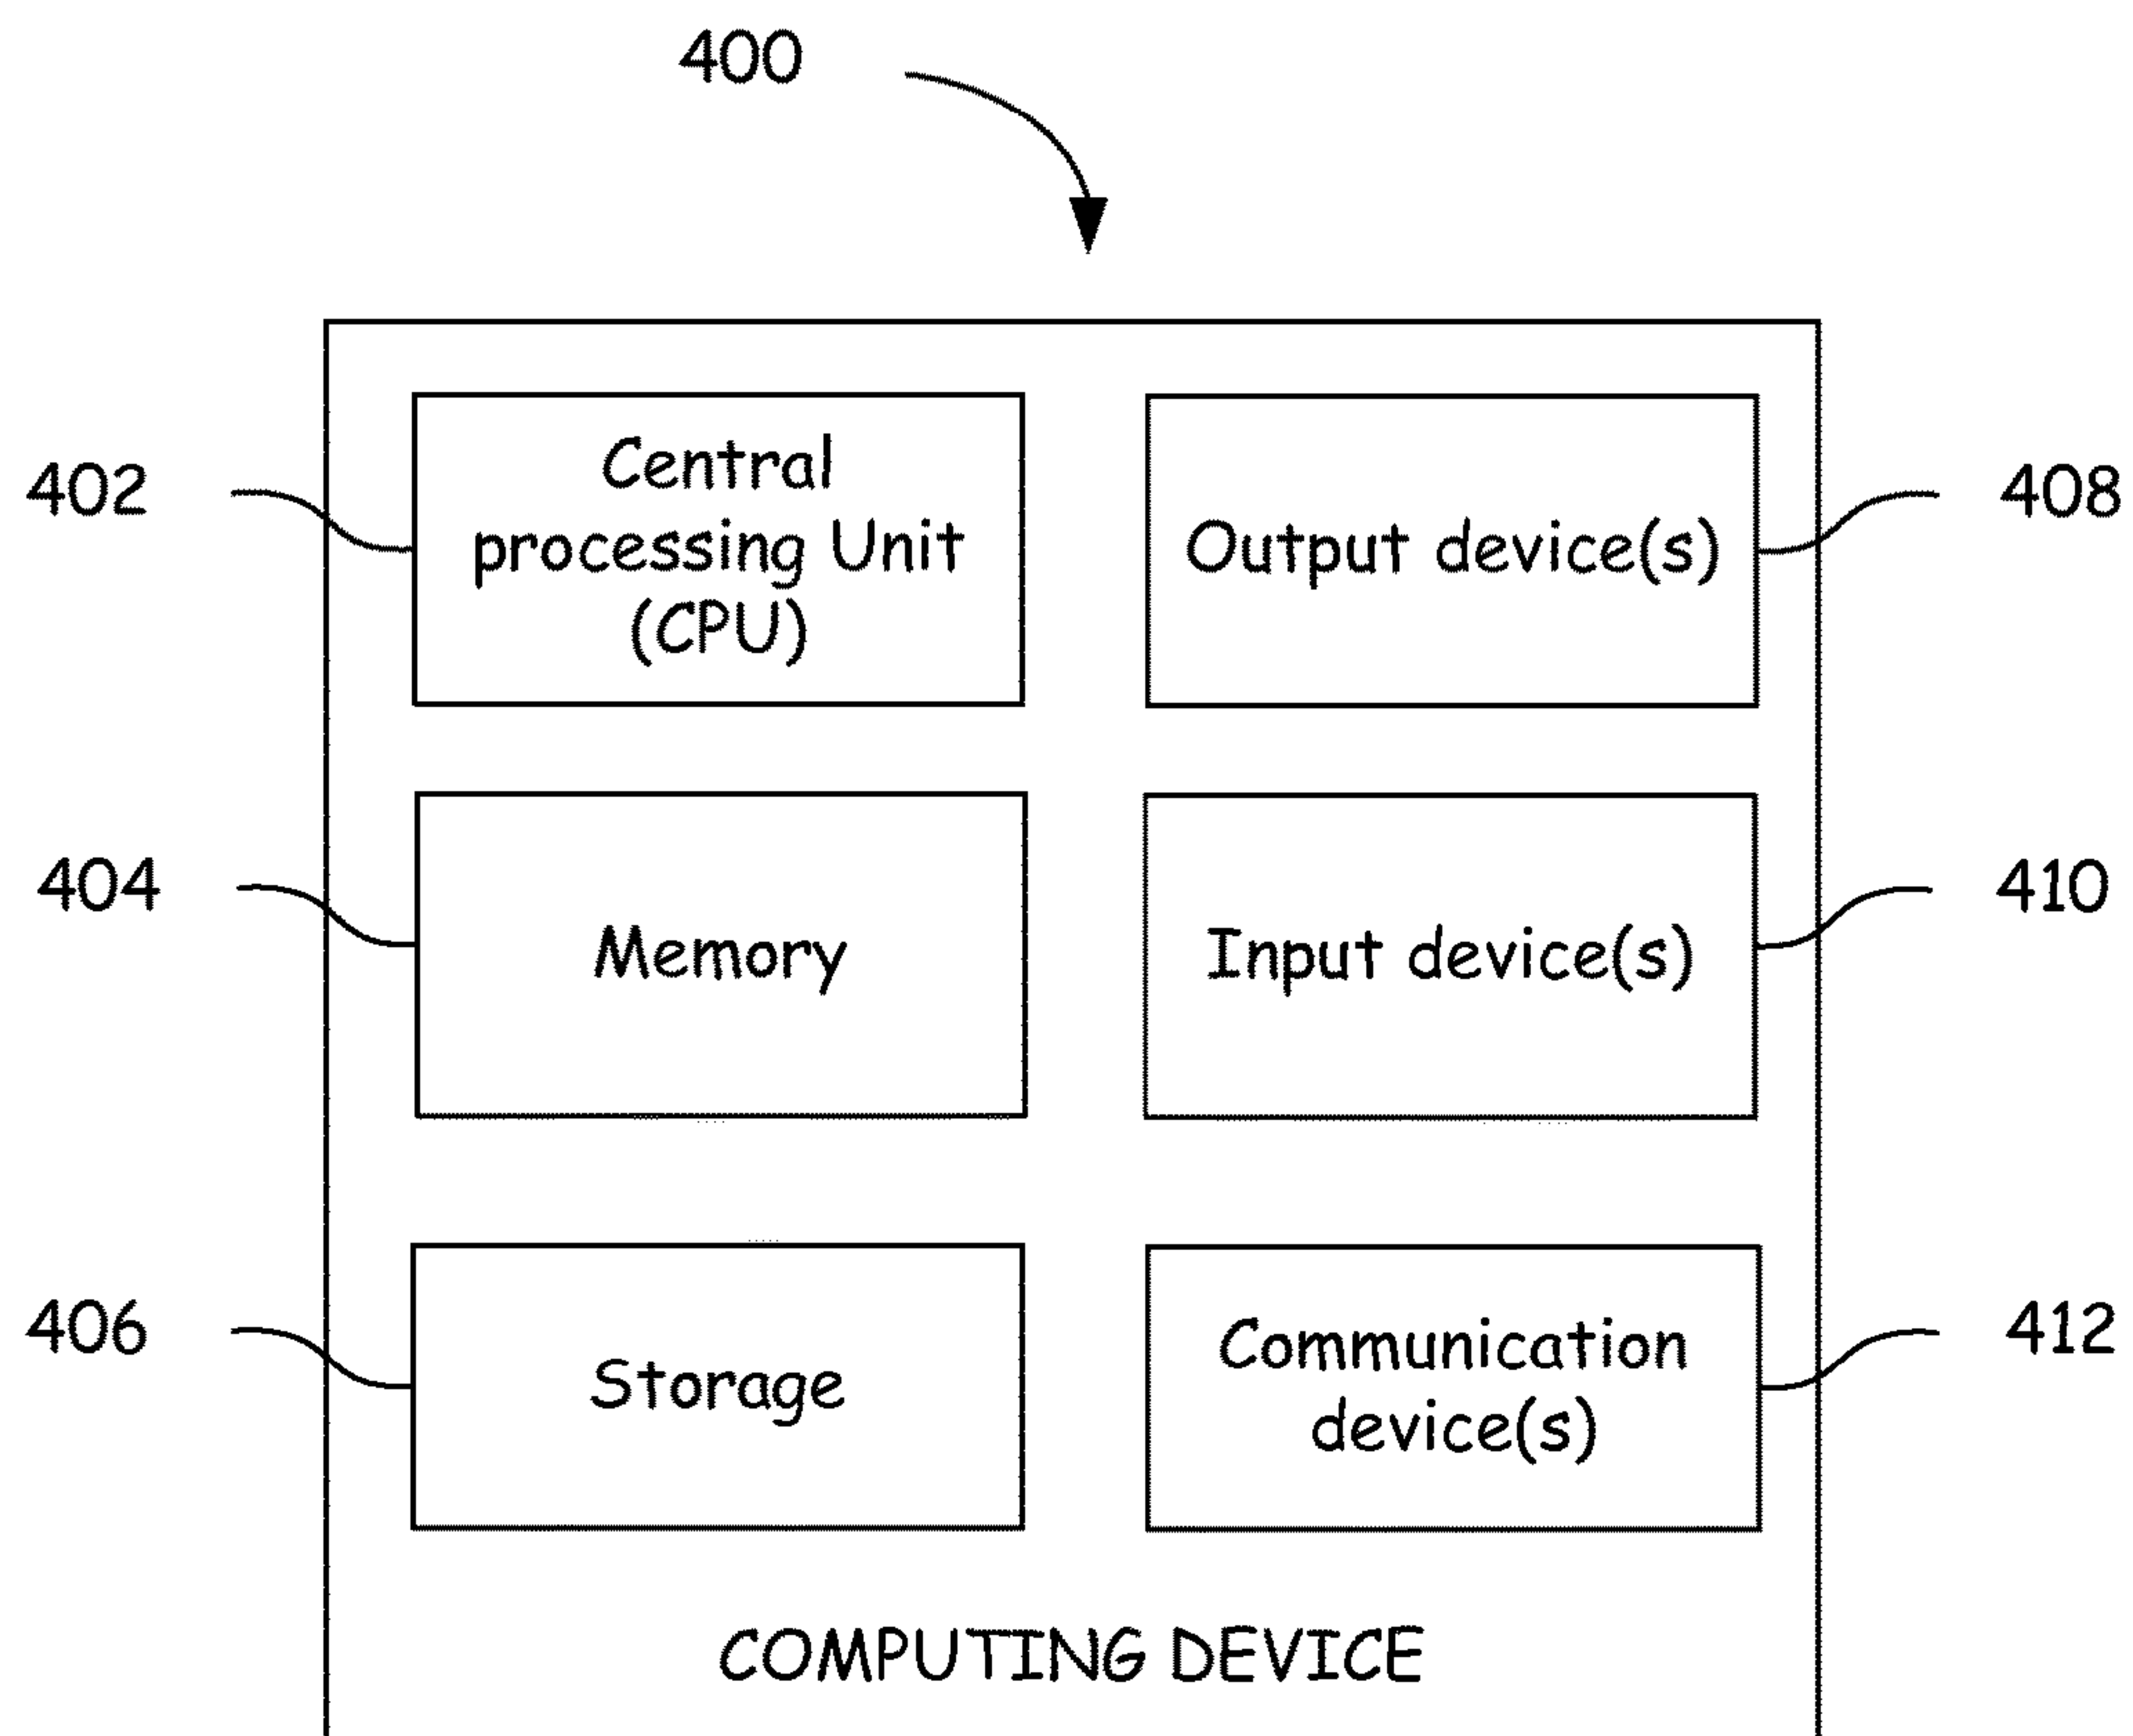 400
402
Central
processing Unit
(CPU)
Output device(s)
408
404
Memory
Input device(s)
410
406
Storage
Communication
device(s)
412
COMPUTING DEVICE